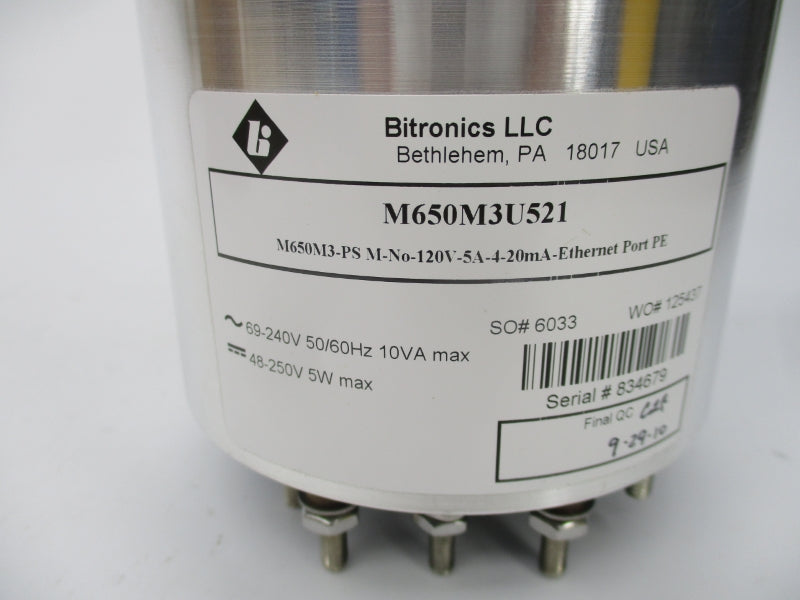 Bitronics LLC
Bethlehem, PA 18017 USA
M650M3U521
M650M3-PS M-No-120V-5A-4-20mA-Ethernet Port PE
69-240V 50/60Hz 10VA max
48-250V 5W max
SO# 6033 WO# 125437
Serial # 834679
Final QC
9-29-10